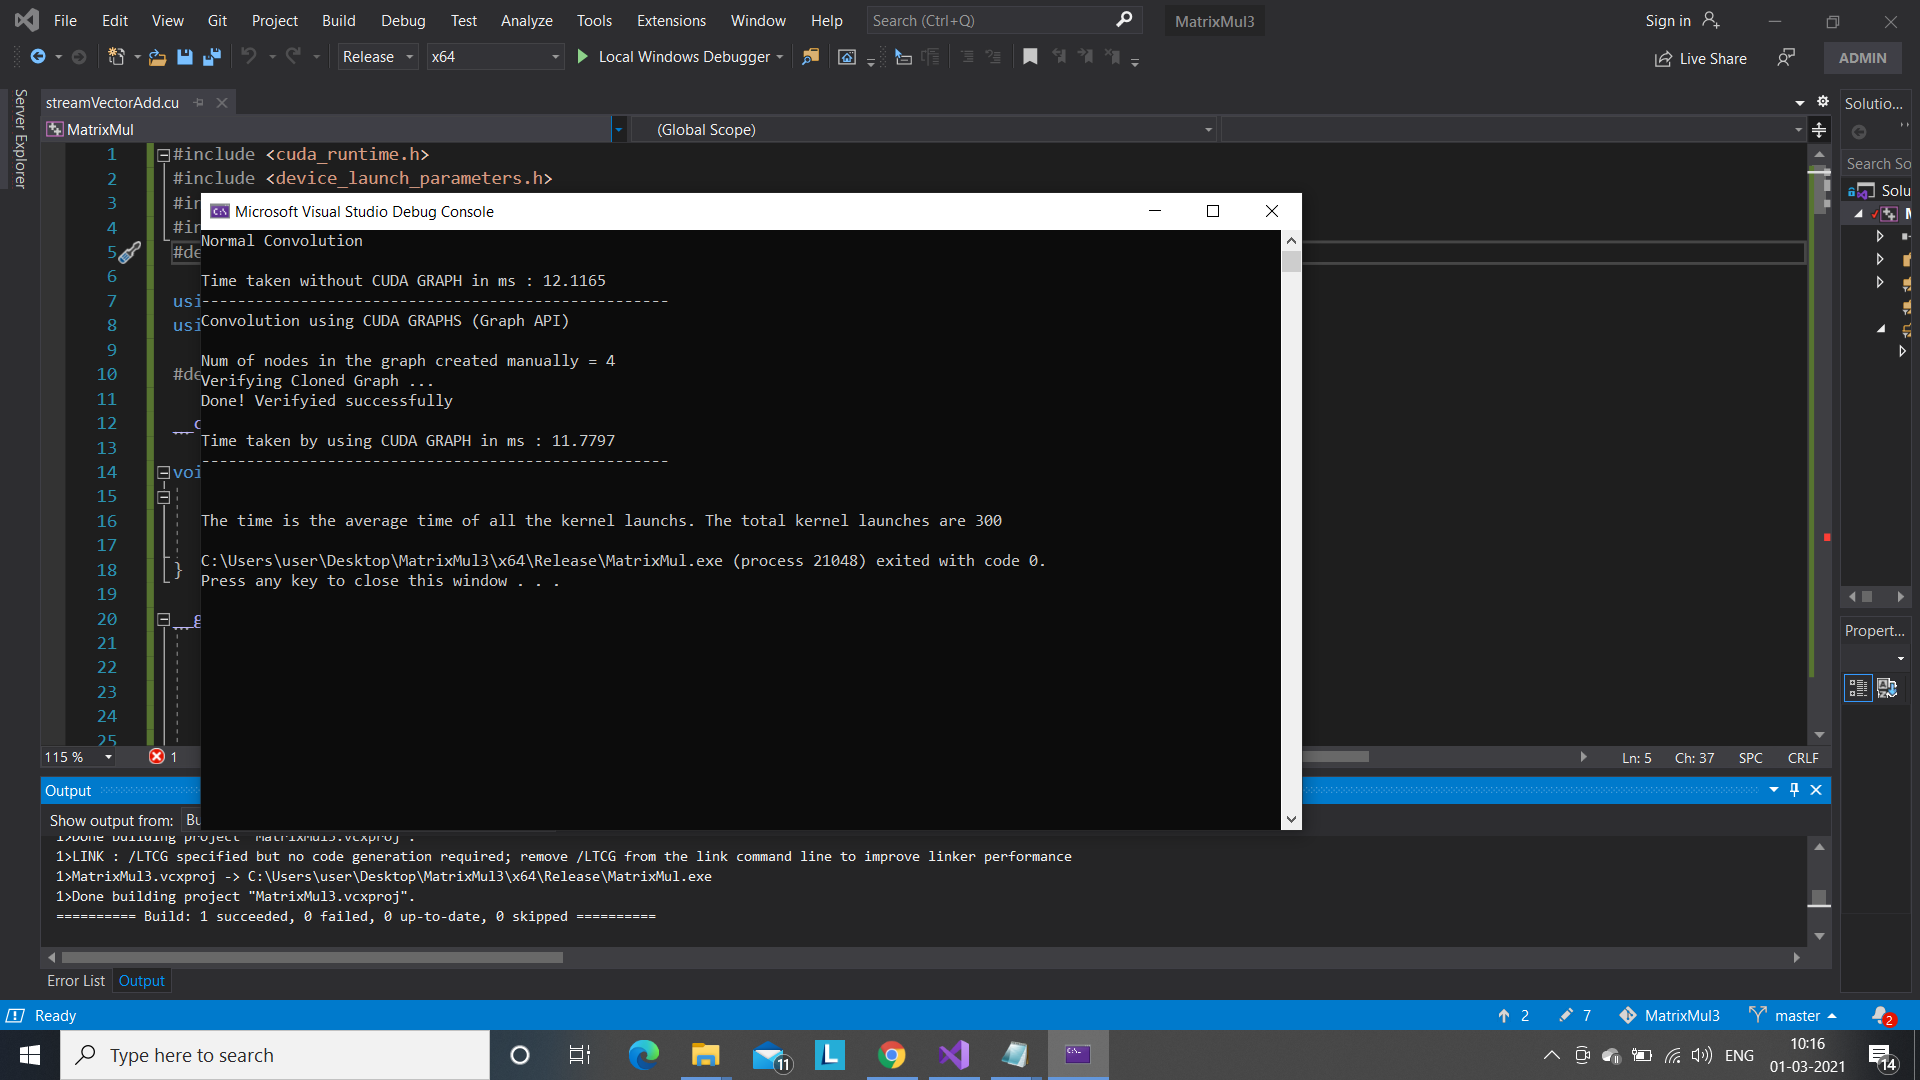 File Edit View Git Project Build Debug Test Analyze Tools Extensions Window Help Search (Ctrl+Q) MatrixMul3 Sign in
Release x64 Local Windows Debugger Live Share ADMIN
Server Explorer
streamVectorAdd.cu
MatrixMul (Global Scope)
1 #include <cuda_runtime.h>
2 #include <device_launch_parameters.h>
3 #in
4 #in
5 #de
6
7 usi
8 usi
9
10 #de
11
12 __c
13
14 voi
15
16
17
18 }
19
20 __g
21
22
23
24
25
Microsoft Visual Studio Debug Console
Normal Convolution
Time taken without CUDA GRAPH in ms : 12.1165
----------------------------------------------------
Convolution using CUDA GRAPHS (Graph API)
Num of nodes in the graph created manually = 4
Verifying Cloned Graph ...
Done! Verifyied successfully
Time taken by using CUDA GRAPH in ms : 11.7797
----------------------------------------------------
The time is the average time of all the kernel launchs. The total kernel launches are 300
C:\Users\user\Desktop\MatrixMul3\x64\Release\MatrixMul.exe (process 21048) exited with code 0.
Press any key to close this window . . .
Solutio...
Search So
Solu
Propert...
115 % 1 Ln: 5 Ch: 37 SPC CRLF
Output
Show output from: Bu
1>Done building project "MatrixMul3.vcxproj".
1>LINK : /LTCG specified but no code generation required; remove /LTCG from the link command line to improve linker performance
1>MatrixMul3.vcxproj -> C:\Users\user\Desktop\MatrixMul3\x64\Release\MatrixMul.exe
1>Done building project "MatrixMul3.vcxproj".
========== Build: 1 succeeded, 0 failed, 0 up-to-date, 0 skipped ==========
Error List Output
Ready 2 7 MatrixMul3 master 2
Type here to search 11 L ENG 10:16
01-03-2021 14